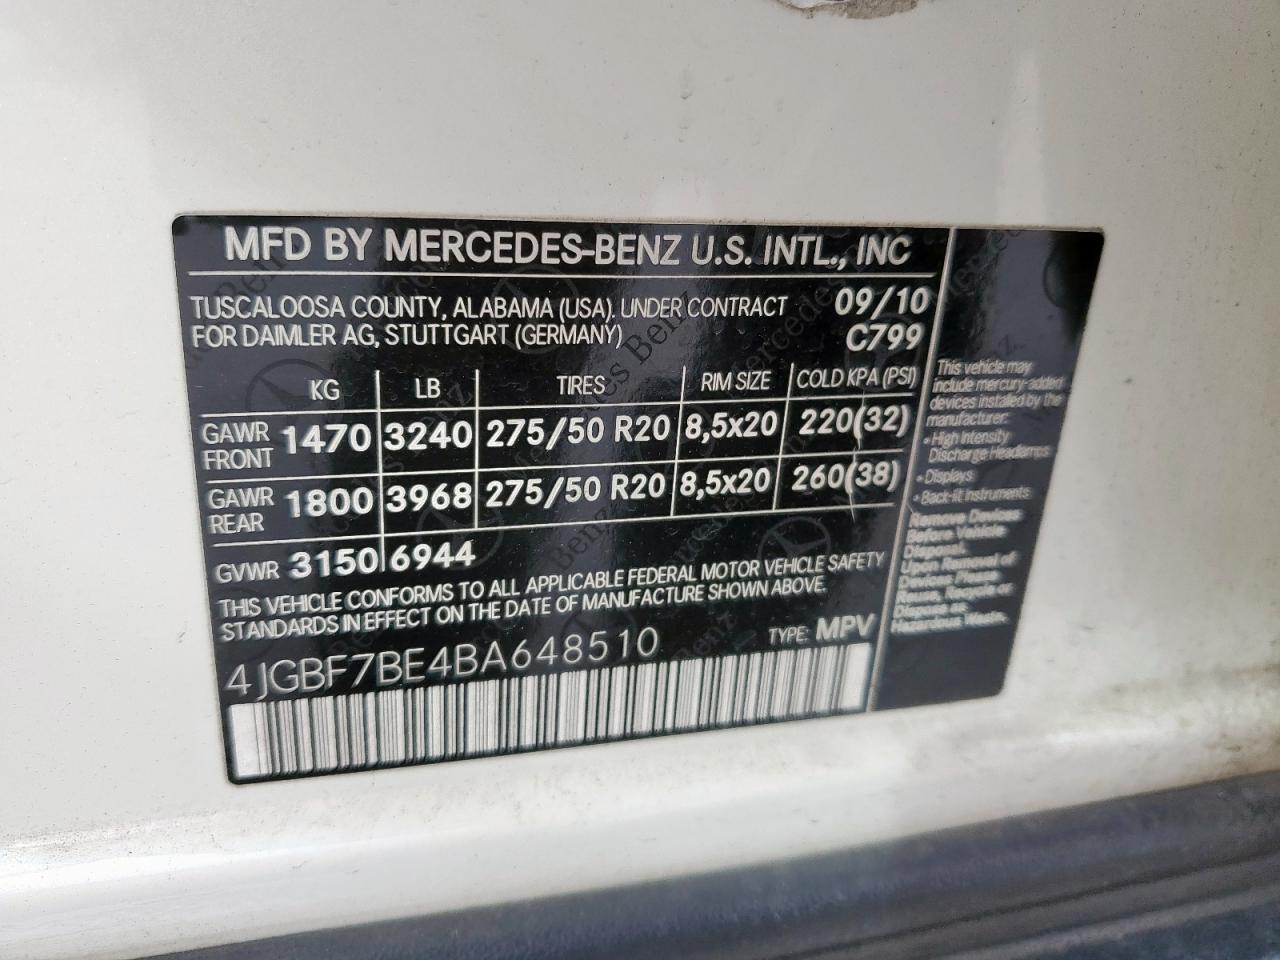 MFD BY MERCEDES-BENZ U.S. INTL., INC
TUSCALOOSA COUNTY, ALABAMA (USA). UNDER CONTRACT 09/10
FOR DAIMLER AG, STUTTGART (GERMANY) C799
KG LB TIRES RIM SIZE COLD KPA (PSI)
GAWR FRONT 1470 3240 275/50 R20 8,5x20 220(32)
GAWR REAR 1800 3968 275/50 R20 8,5x20 260(38)
GVWR 3150 6944
THIS VEHICLE CONFORMS TO ALL APPLICABLE FEDERAL MOTOR VEHICLE SAFETY
STANDARDS IN EFFECT ON THE DATE OF MANUFACTURE SHOWN ABOVE.
4JGBF7BE4BA648510 TYPE: MPV
This vehicle may
include mercury-added
devices installed by the
manufacturer:
• High Intensity
Discharge Headlamps
• Displays
• Back-lit Instruments
Remove Devices
Before Vehicle
Disposal.
Upon Removal of
Devices Please
Reuse, Recycle or
Dispose as
Hazardous Waste.